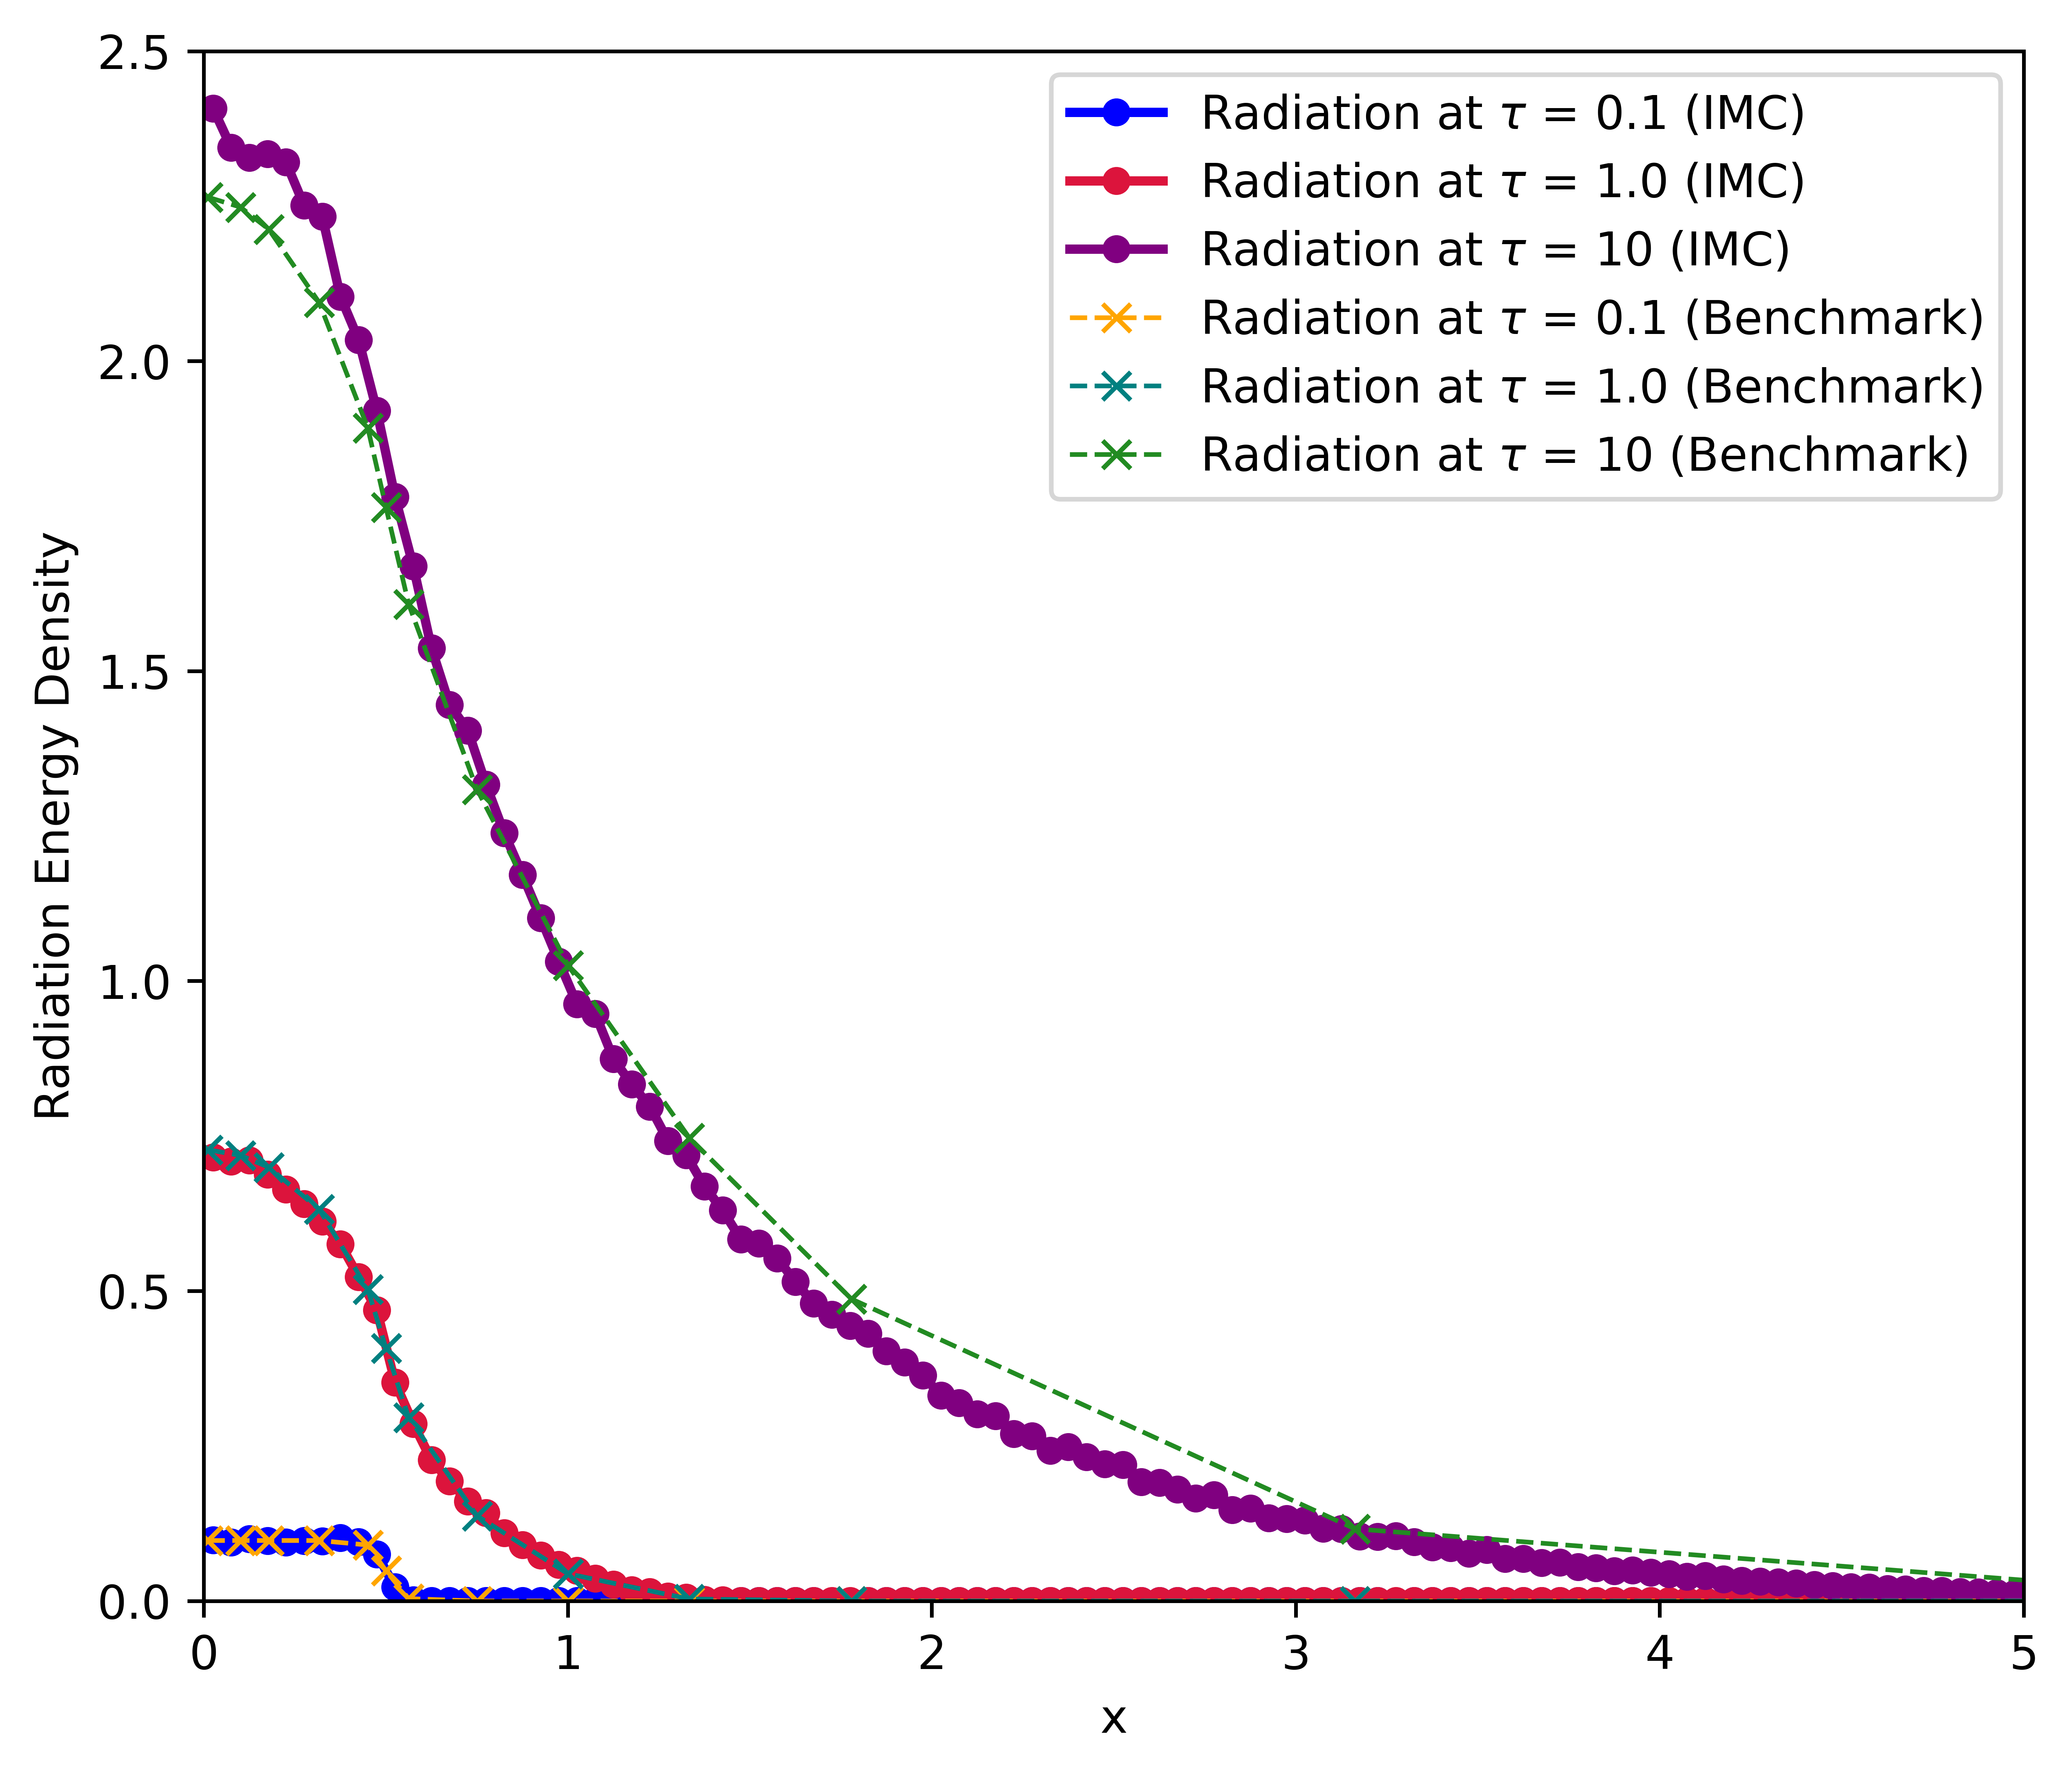 2.5
2.0
1.5
1.0
0.5
0.0
Radiation Energy Density
Radiation at τ = 0.1 (IMC)
Radiation at τ = 1.0 (IMC)
Radiation at τ = 10 (IMC)
Radiation at τ = 0.1 (Benchmark)
Radiation at τ = 1.0 (Benchmark)
Radiation at τ = 10 (Benchmark)
0 1 2 3 4 5
x